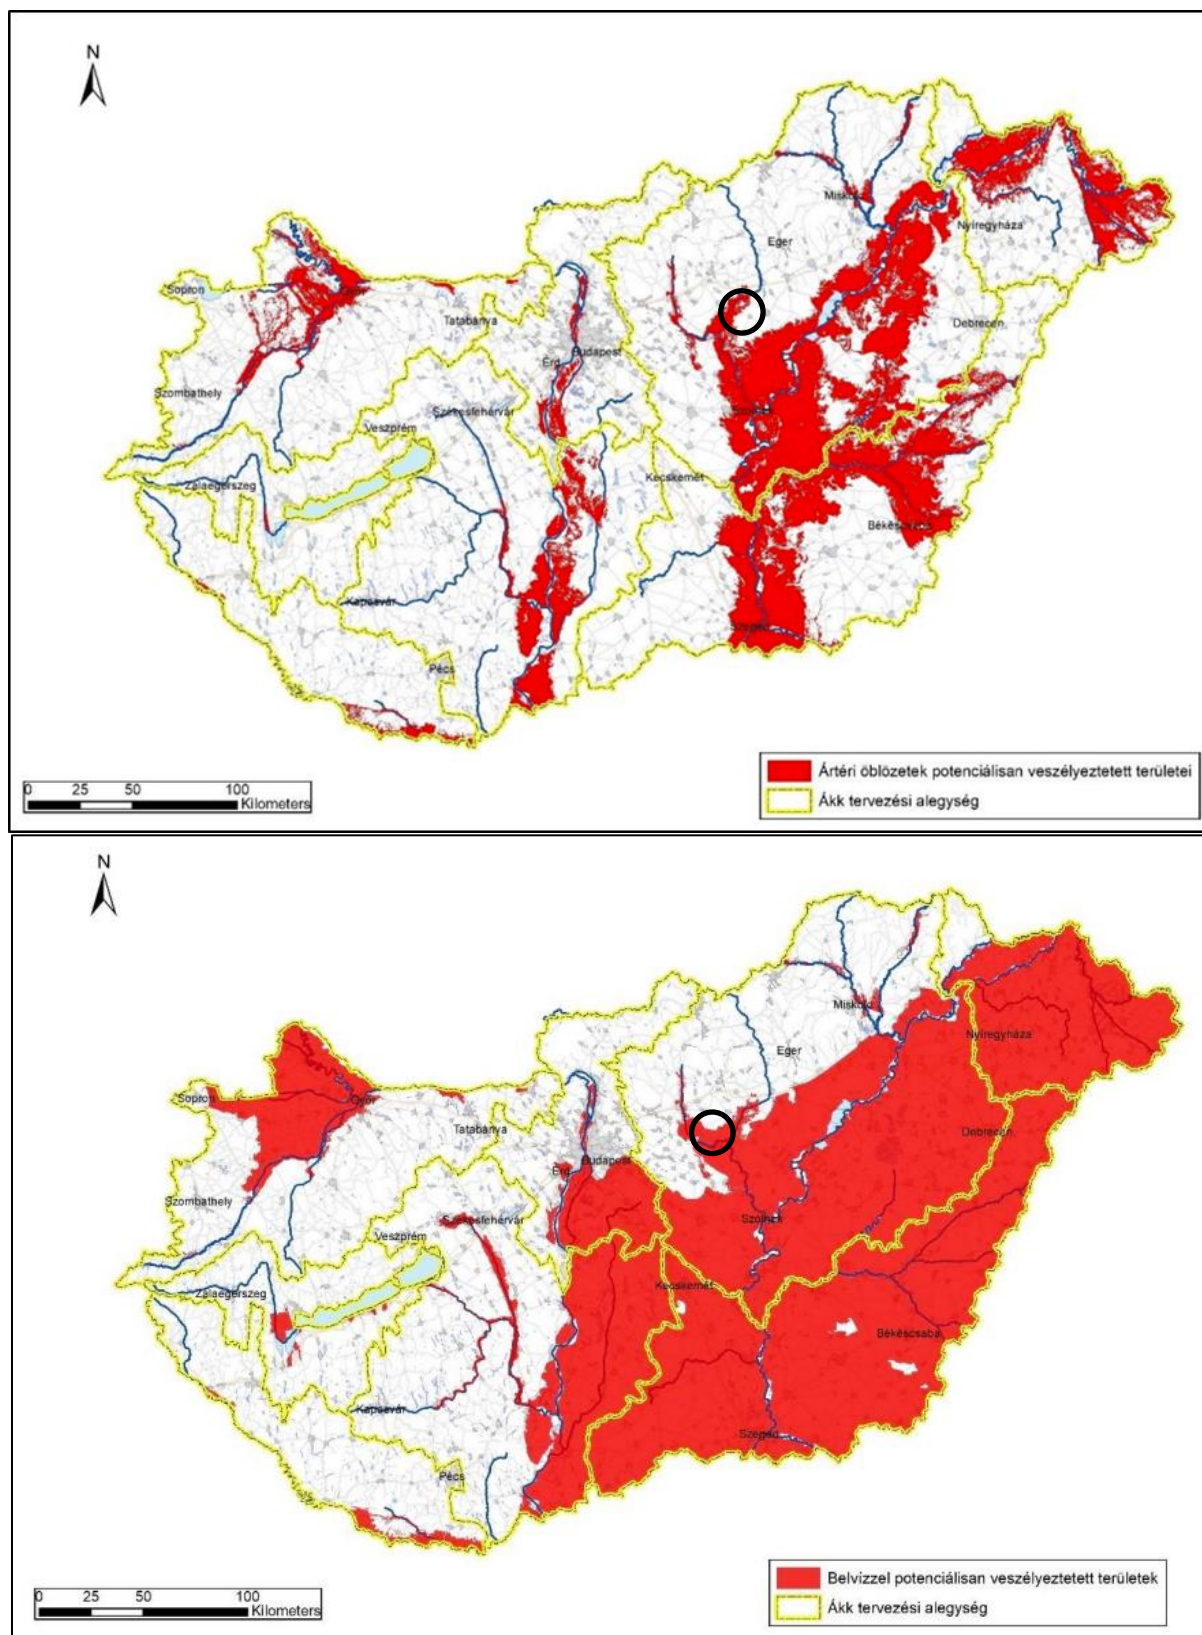 N
Miskolc
Nyíregyháza
Eger
Sopron
Győr
Tatabánya
Debrecen
Budapest
Érd
Szombathely
Székesfehérvár
Szolnok
Veszprém
Kecskemét
Zalaegerszeg
Békéscsaba
Kaposvár
Szeged
Pécs
Ártéri öblözetek potenciálisan veszélyeztetett területei
0 25 50 100
Kilometers
Ákk tervezési alegység
N
Miskolc
Nyíregyháza
Eger
Sopron
Győr
Tatabánya
Debrecen
Budapest
Érd
Szombathely
Székesfehérvár
Szolnok
Veszprém
Kecskemét
Zalaegerszeg
Békéscsaba
Kaposvár
Szeged
Pécs
Belvízzel potenciálisan veszélyeztetett területek
0 25 50 100
Kilometers
Ákk tervezési alegység